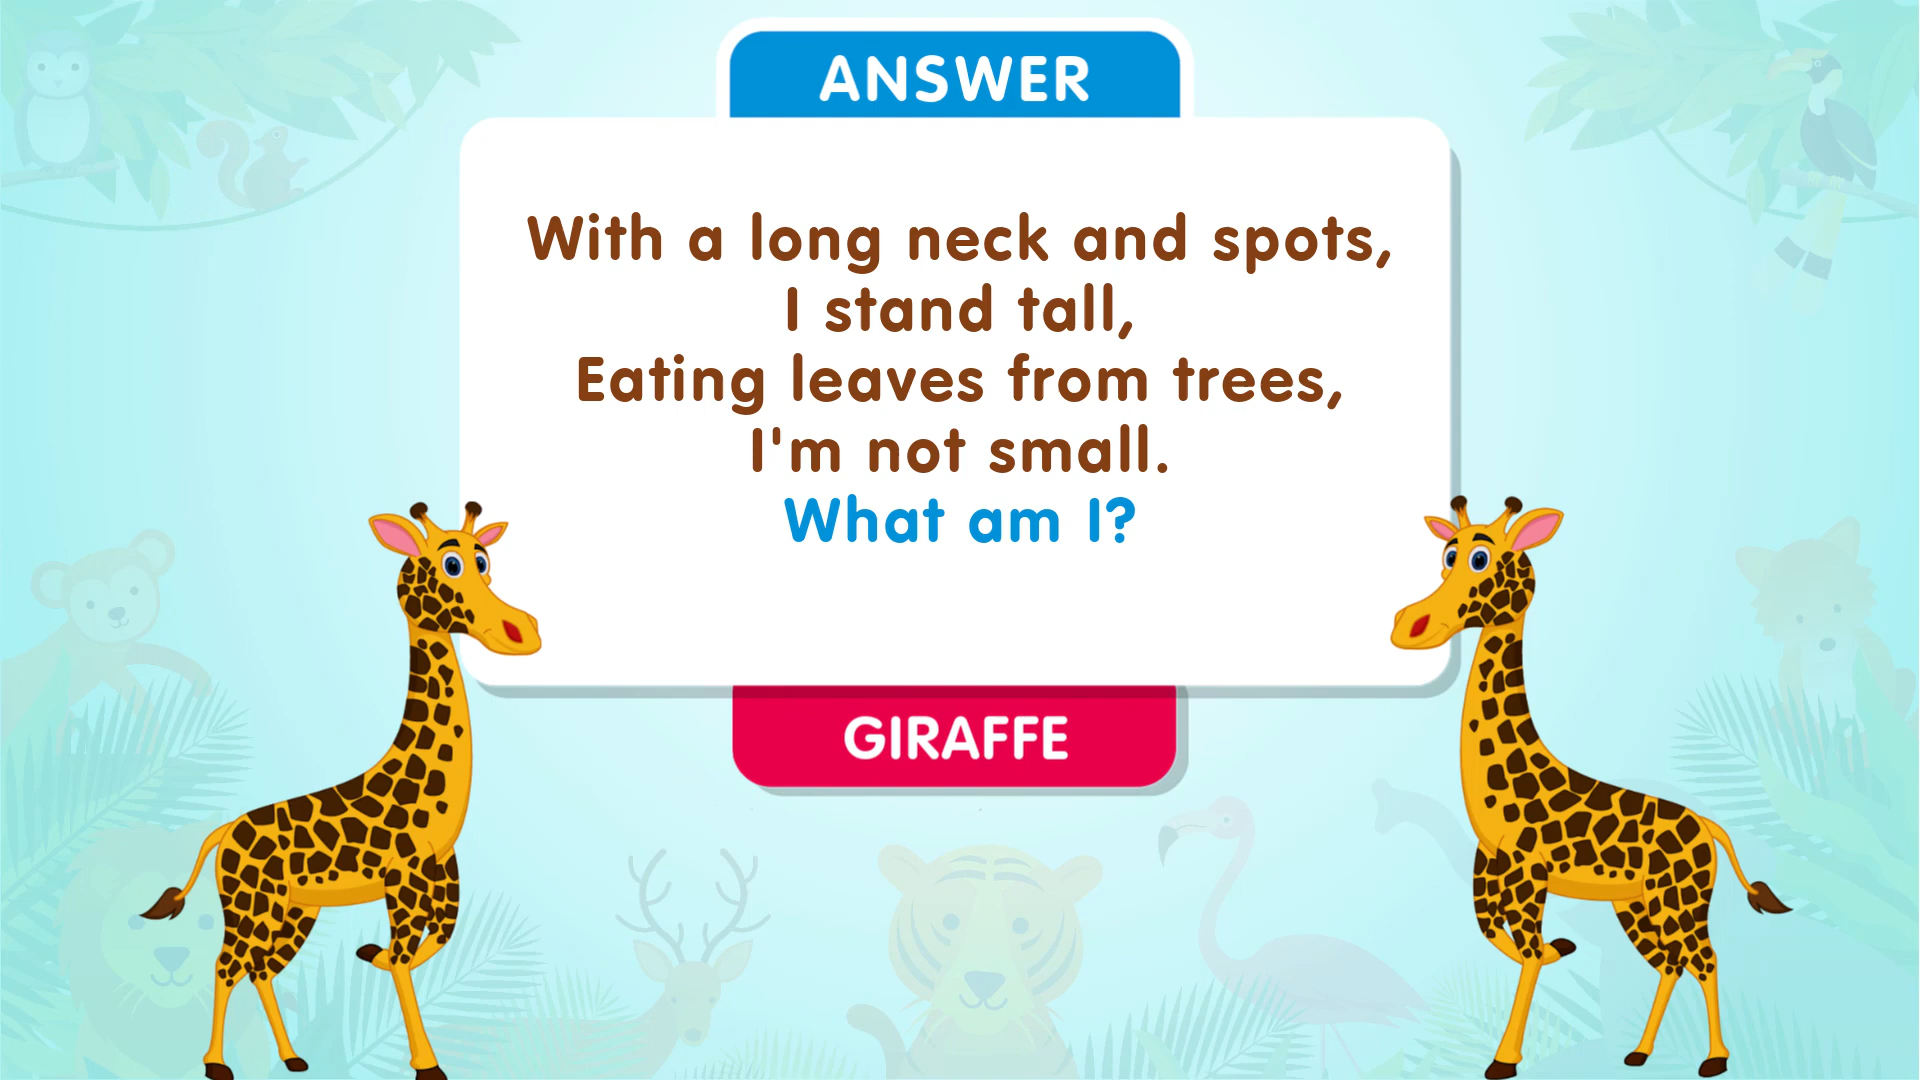 ANSWER
With a long neck and spots,
I stand tall,
Eating leaves from trees,
I'm not small.
What am I?
GIRAFFE